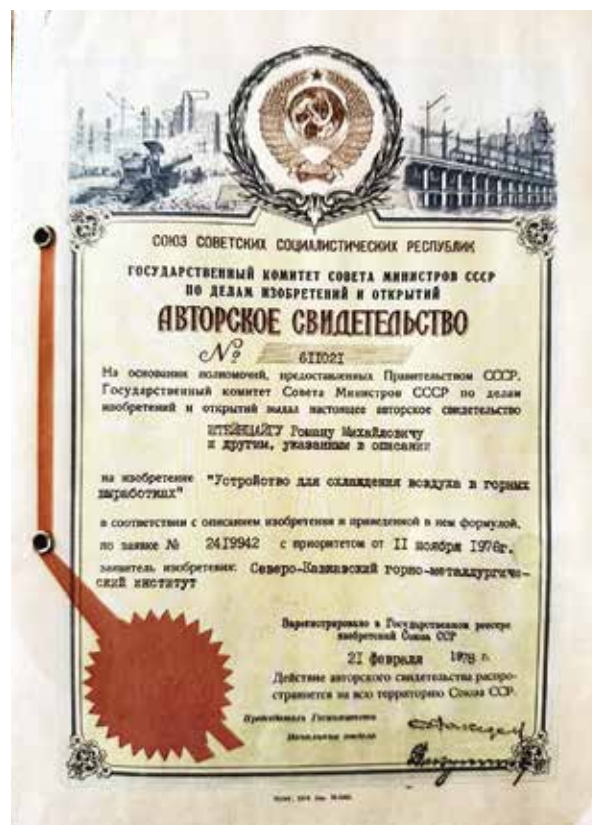 СОЮЗ СОВЕТСКИХ СОЦИАЛИСТИЧЕСКИХ РЕСПУБЛИК
ГОСУДАРСТВЕННЫЙ КОМИТЕТ СОВЕТА МИНИСТРОВ СССР
ПО ДЕЛАМ ИЗОБРЕТЕНИЙ И ОТКРЫТИЙ
АВТОРСКОЕ СВИДЕТЕЛЬСТВО
№ 611021
На основании полномочий, предоставленных Правительством СССР,
Государственный комитет Совета Министров СССР по делам
изобретений и открытий выдал настоящее авторское свидетельство
Роману Михайловичу
и другим, указанным в описании
на изобретение "Устройство для охлаждения воздуха в горных
выработках"
в соответствии с описанием изобретения и приведенной в нем формулой,
по заявке № 2419942 с приоритетом от 11 ноября 1976г.
заявитель изобретения: Северо-Кавказский горно-металлургиче-
ский институт
Зарегистрировано в Государственном реестре
изобретений Союза ССР
21 февраля 1978 г.
Действие авторского свидетельства распро-
страняется на всю территорию Союза ССР.
Председатель Госкомитета
Начальник отдела